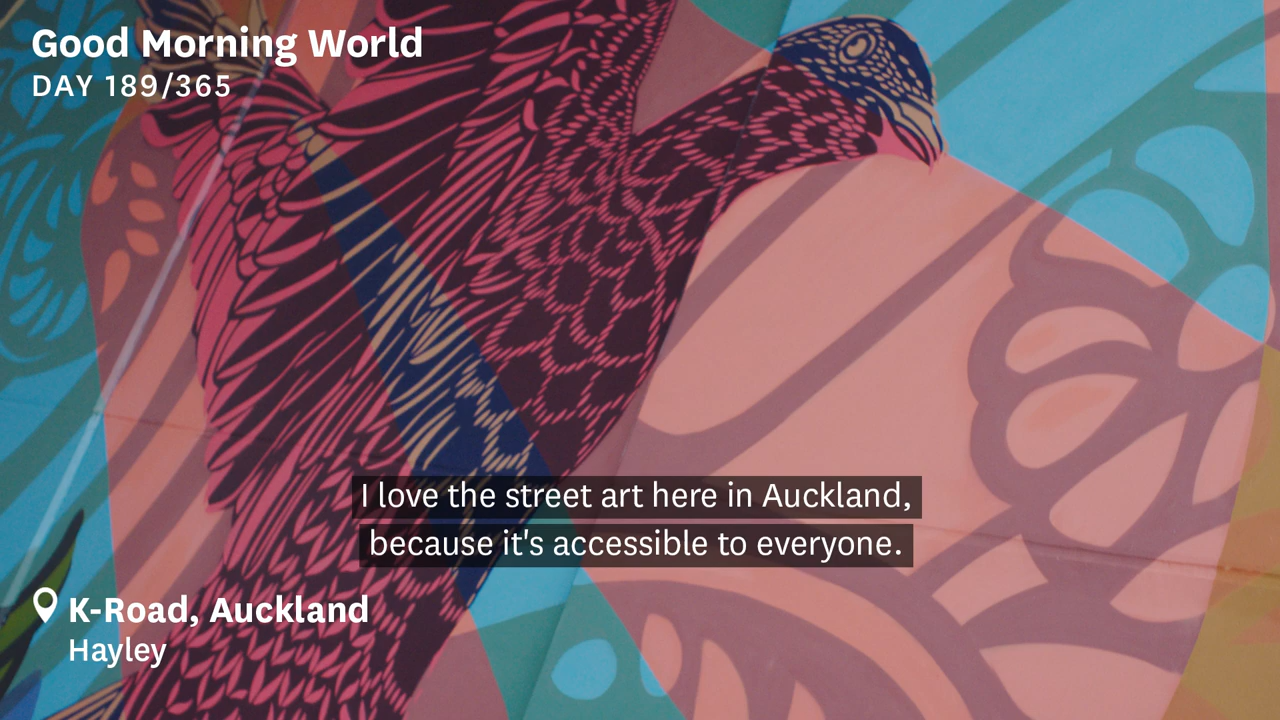 Good Morning World
DAY 189/365
I love the street art here in Auckland,
because it's accessible to everyone.
K-Road, Auckland
Hayley